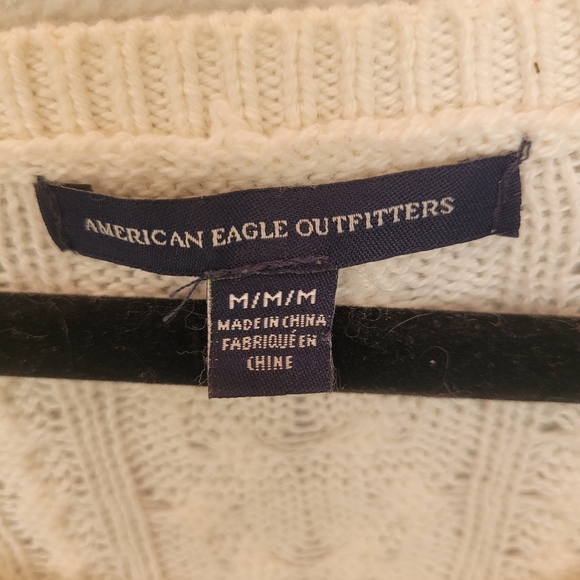 AMERICAN EAGLE OUTFITTERS
M/M/M
MADE IN CHINA
FABRIQUÉ EN
CHINE